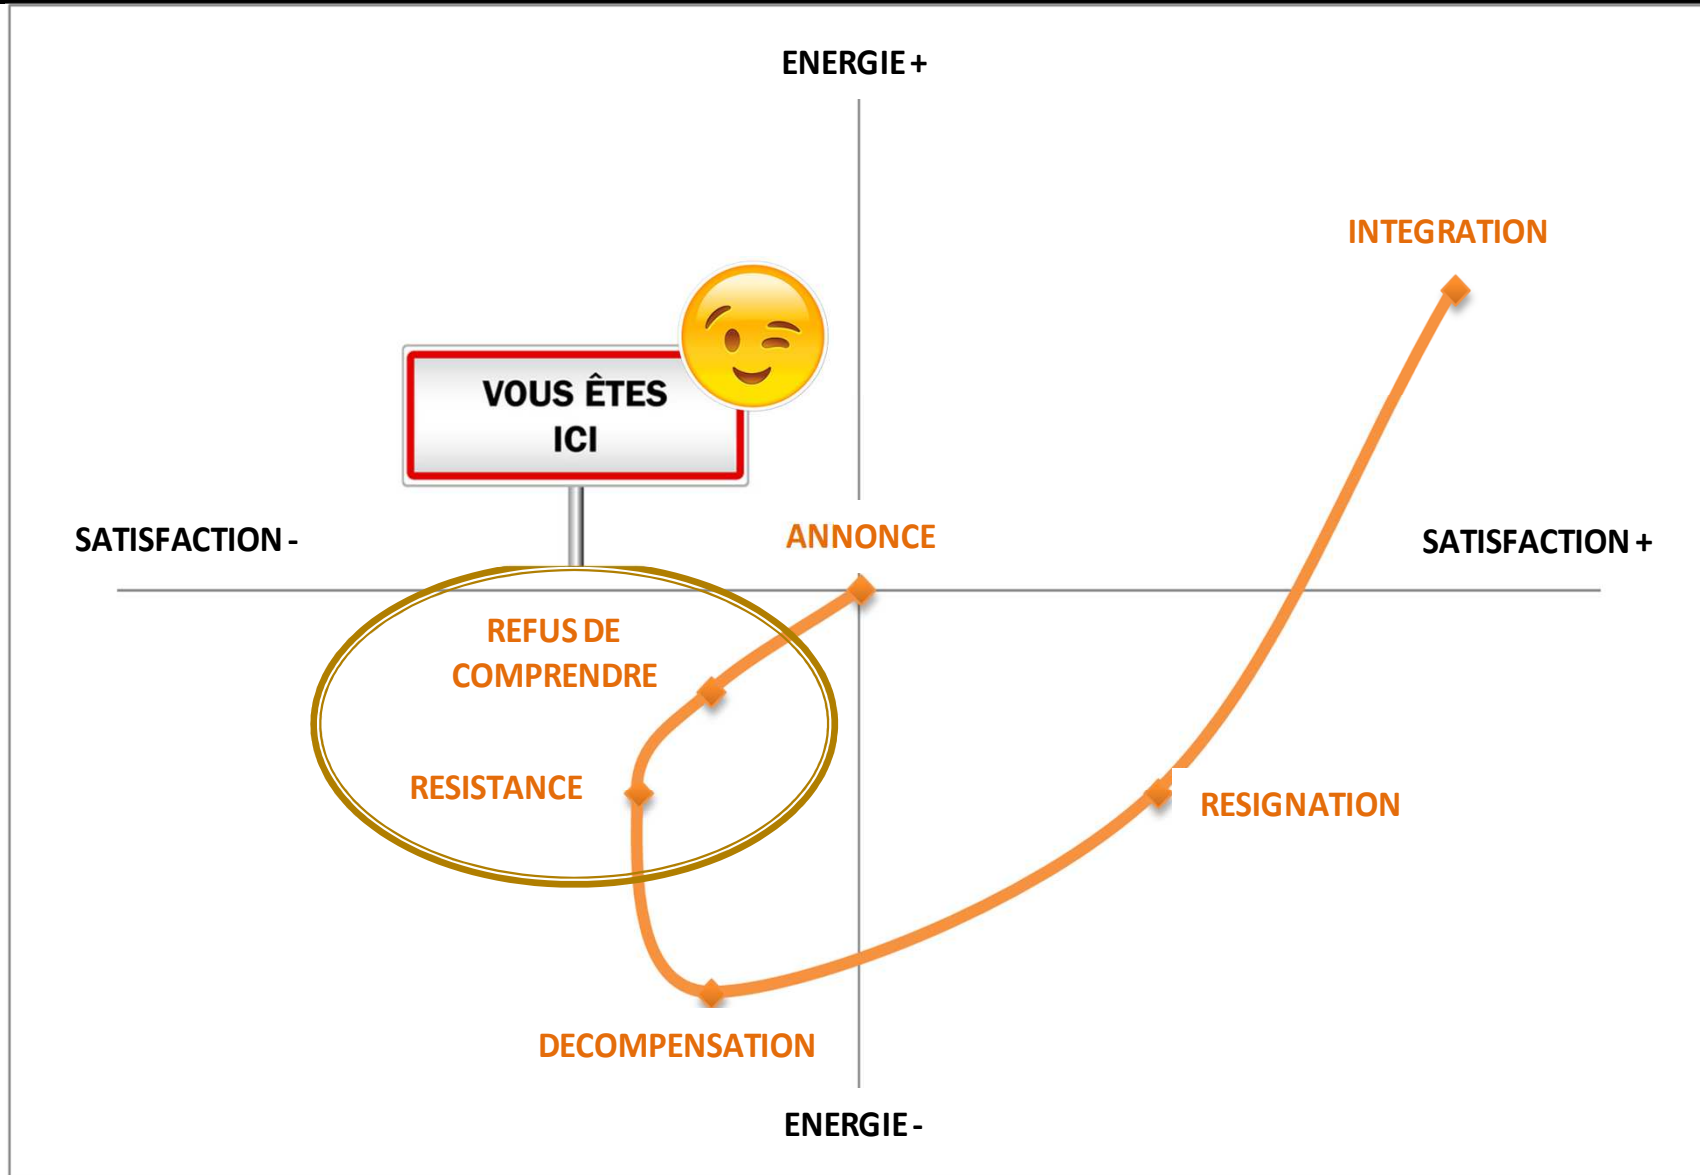 ENERGIE +
INTEGRATION
VOUS ÊTES
ICI
SATISFACTION -
ANNONCE
SATISFACTION +
REFUS DE
COMPRENDRE
RESISTANCE
RESIGNATION
DECOMPENSATION
ENERGIE -